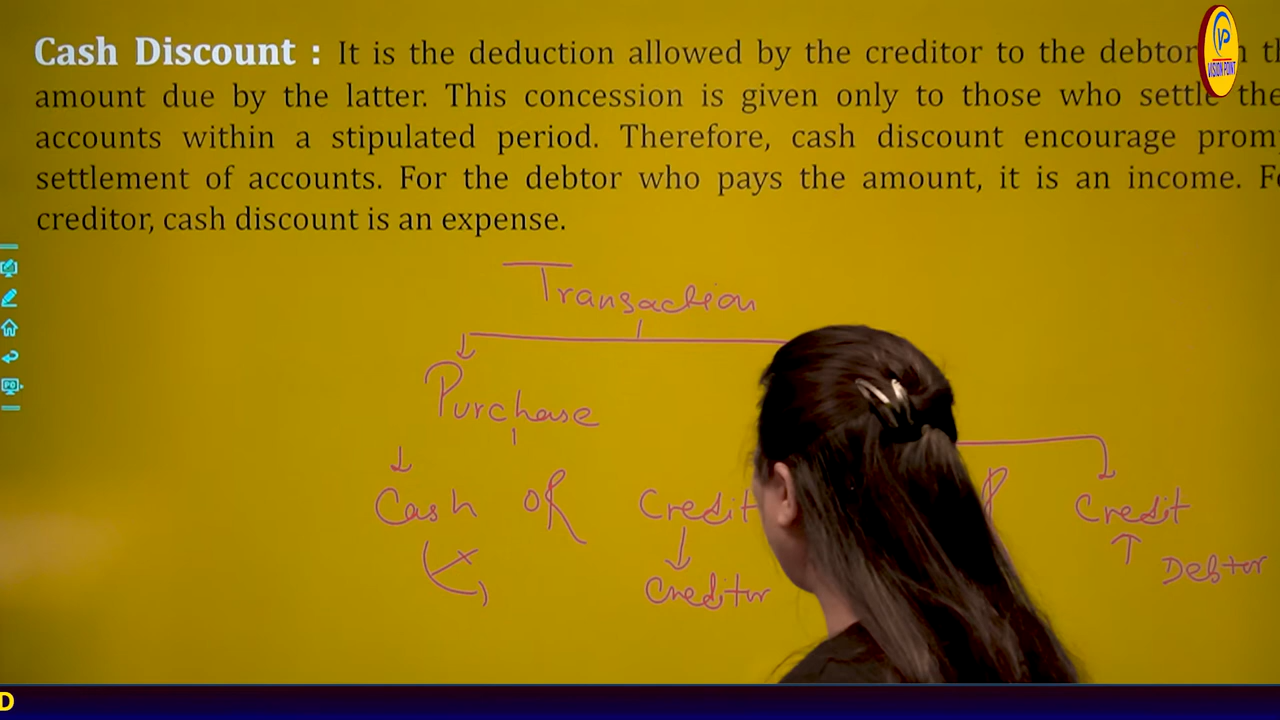 Cash Discount : It is the deduction allowed by the creditor to the debtor
amount due by the latter. This concession is given only to those who settle
accounts within a stipulated period. Therefore, cash discount encourage
settlement of accounts. For the debtor who pays the amount, it is an income.
creditor, cash discount is an expense.
VISION POINT
Transaction
Purchase
Cash OR Credit Credit
Creditor Debtor
D